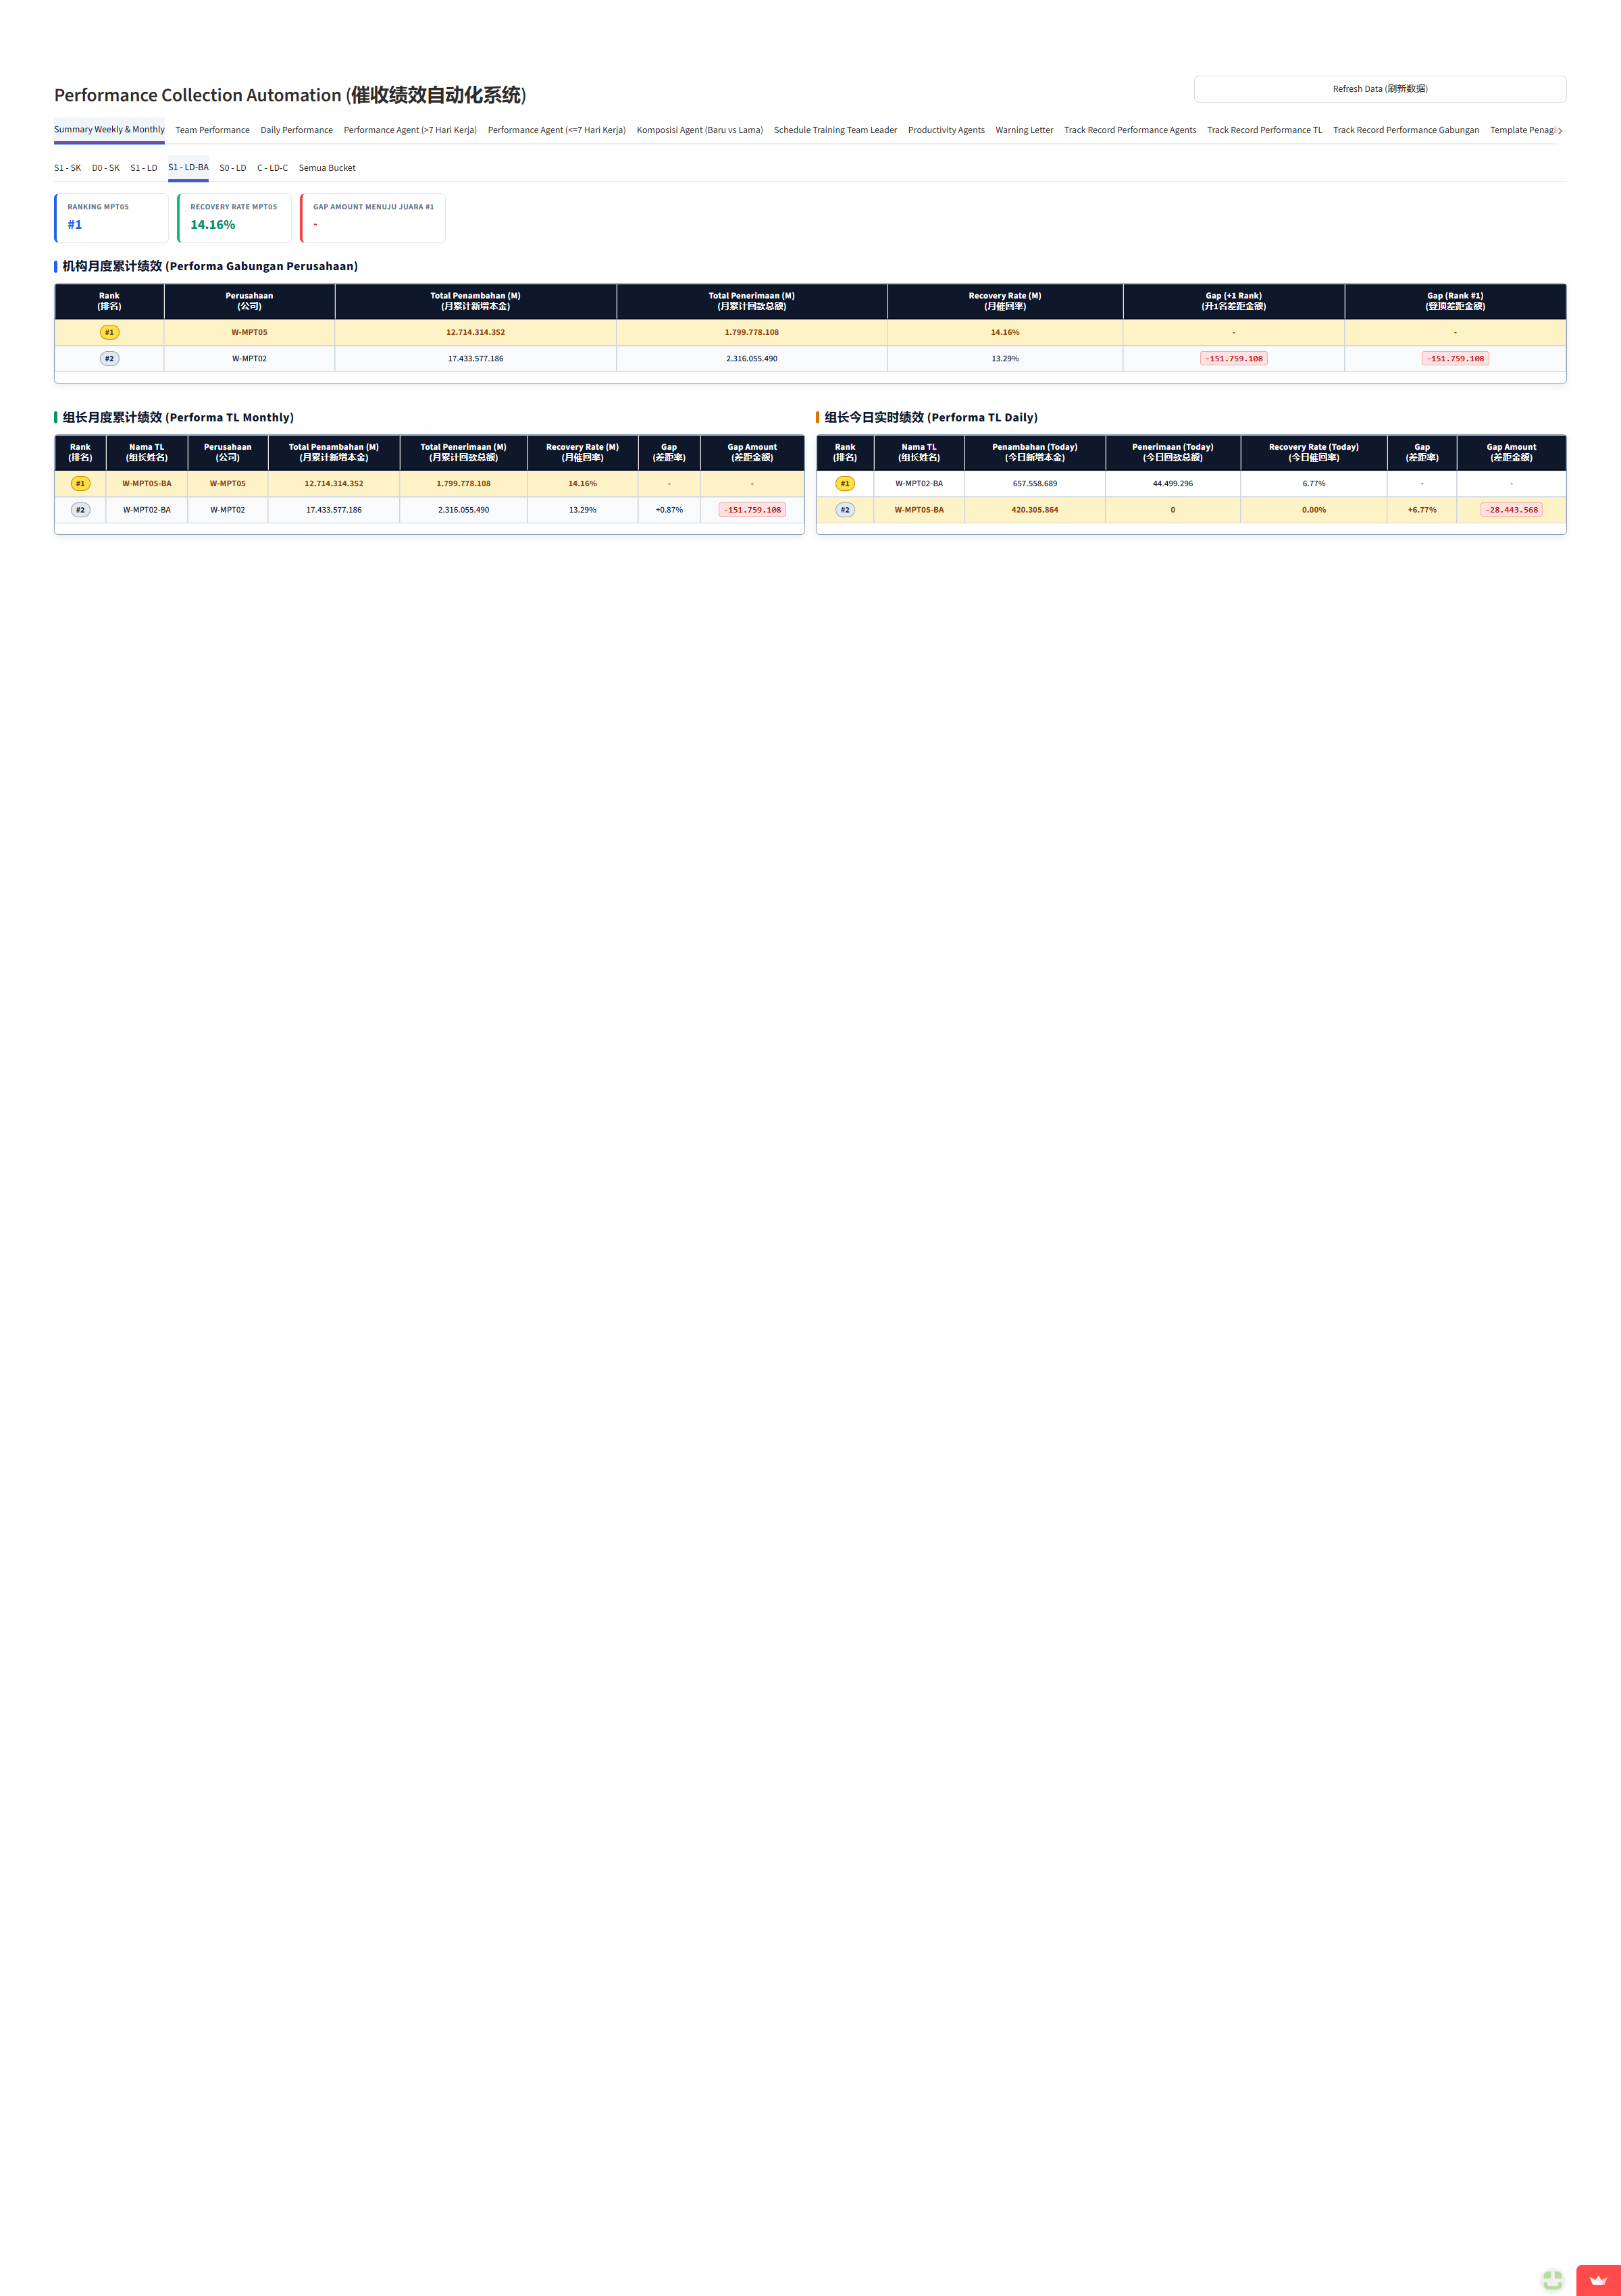 Performance Collection Automation (催收绩效自动化系统)
Refresh Data (刷新数据)
Summary Weekly & Monthly Team Performance Daily Performance Performance Agent (>7 Hari Kerja) Performance Agent (<=7 Hari Kerja) Komposisi Agent (Baru vs Lama) Schedule Training Team Leader Productivity Agents Warning Letter Track Record Performance Agents Track Record Performance TL Track Record Performance Gabungan Template Penagi
S1 - SK D0 - SK S1 - LD S1 - LD-BA S0 - LD C - LD-C Semua Bucket
RANKING MPT05 RECOVERY RATE MPT05 GAP AMOUNT MENUJU JUARA #1
#1 14.16% -
机构月度累计绩效 (Performa Gabungan Perusahaan)
Rank Perusahaan Total Penambahan (M) Total Penerimaan (M) Recovery Rate (M) Gap (+1 Rank) Gap (Rank #1)
(排名) (公司) (月累计新增本金) (月累计回款总额) (月催回率) (升1名差距金额) (登顶差距金额)
#1 W-MPT05 12.714.314.352 1.799.778.108 14.16% - -
#2 W-MPT02 17.433.577.186 2.316.055.490 13.29% -151.759.108 -151.759.108
组长月度累计绩效 (Performa TL Monthly)
Rank Nama TL Perusahaan Total Penambahan (M) Total Penerimaan (M) Recovery Rate (M) Gap Gap Amount
(排名) (组长姓名) (公司) (月累计新增本金) (月累计回款总额) (月催回率) (差距率) (差距金额)
#1 W-MPT05-BA W-MPT05 12.714.314.352 1.799.778.108 14.16% - -
#2 W-MPT02-BA W-MPT02 17.433.577.186 2.316.055.490 13.29% +0.87% -151.759.108
组长今日实时绩效 (Performa TL Daily)
Rank Nama TL Penambahan (Today) Penerimaan (Today) Recovery Rate (Today) Gap Gap Amount
(排名) (组长姓名) (今日新增本金) (今日回款总额) (今日催回率) (差距率) (差距金额)
#1 W-MPT02-BA 657.558.689 44.499.296 6.77% - -
#2 W-MPT05-BA 420.305.864 0 0.00% +6.77% -28.443.568